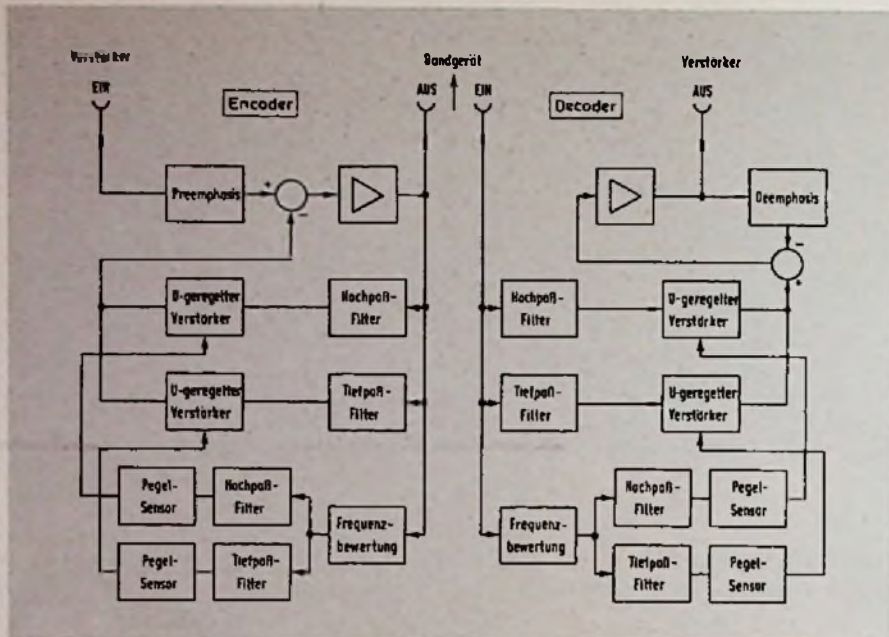 Verstärker
EIN
Encoder
Bandgerät
AUS
EIN
Decoder
Verstärker
AUS
Preemphasis
+
−
Deemphasis
−
+
U-geregelter
Verstärker
Hochpaß-
Filter
Hochpaß-
Filter
U-geregelter
Verstärker
U-geregelter
Verstärker
Tiefpaß-
Filter
Tiefpaß-
Filter
U-geregelter
Verstärker
Pegel-
Sensor
Hochpaß-
Filter
Frequenz-
bewertung
Pegel-
Sensor
Tiefpaß-
Filter
Frequenz-
bewertung
Hochpaß-
Filter
Pegel-
Sensor
Tiefpaß-
Filter
Pegel-
Sensor